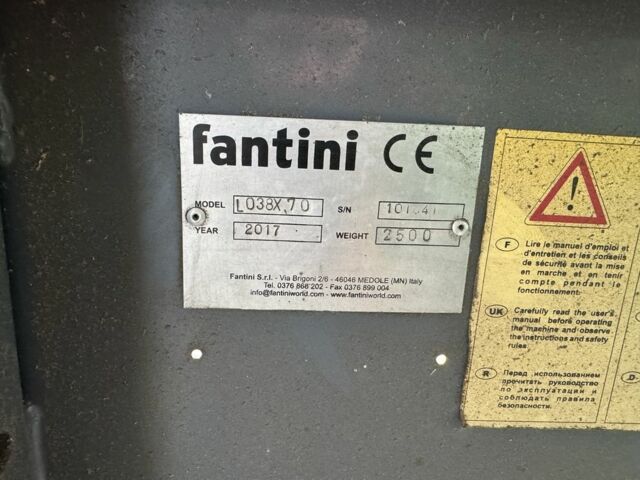 fantini CE
MODEL L038X.70 S/N
YEAR 2017 WEIGHT 2500
Fantini S.r.l. - Via Brigoni 2/6 - 46046 MEDOLE (MN) Italy
Tel. 0376 868 202 - Fax 0376 899 004
info@fantiniworld.com - www.fantiniworld.com
F Lire le manuel d'emploi et
d'entretien et les conseils
de sécurité avant la mise
en marche et en tenir
compte pendant le
fonctionnement.
UK Carefully read the user's
manual before operating
the machine and observe
the instructions and safety
rules.
R Перед использованием
прочитать руководство
по эксплуатации и
соблюдать правила
безопасности.
D